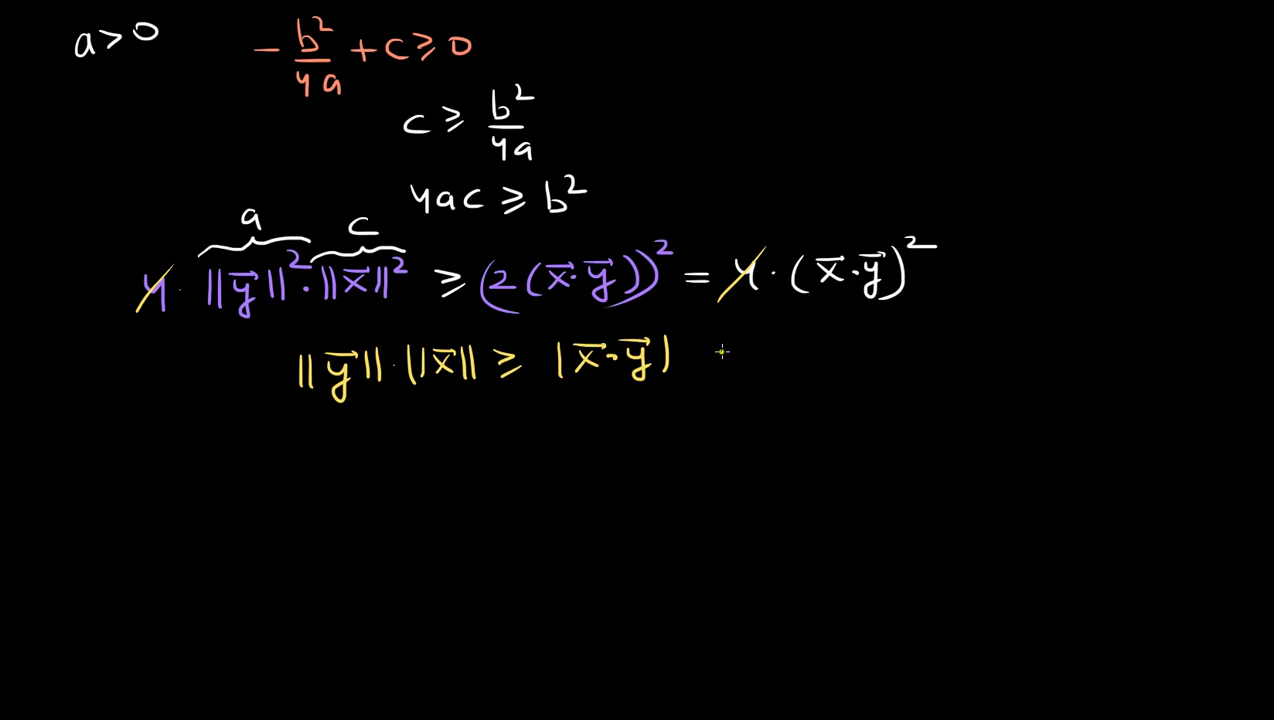 a > 0 - b²/4a + c ≥ 0
c ≥ b²/4a
4ac ≥ b²
a c
4 · ||y⃗||² · ||x⃗||² ≥ (2(x⃗·y⃗))² = 4 · (x⃗·y⃗)²
||y⃗|| · ||x⃗|| ≥ |x⃗·y⃗|